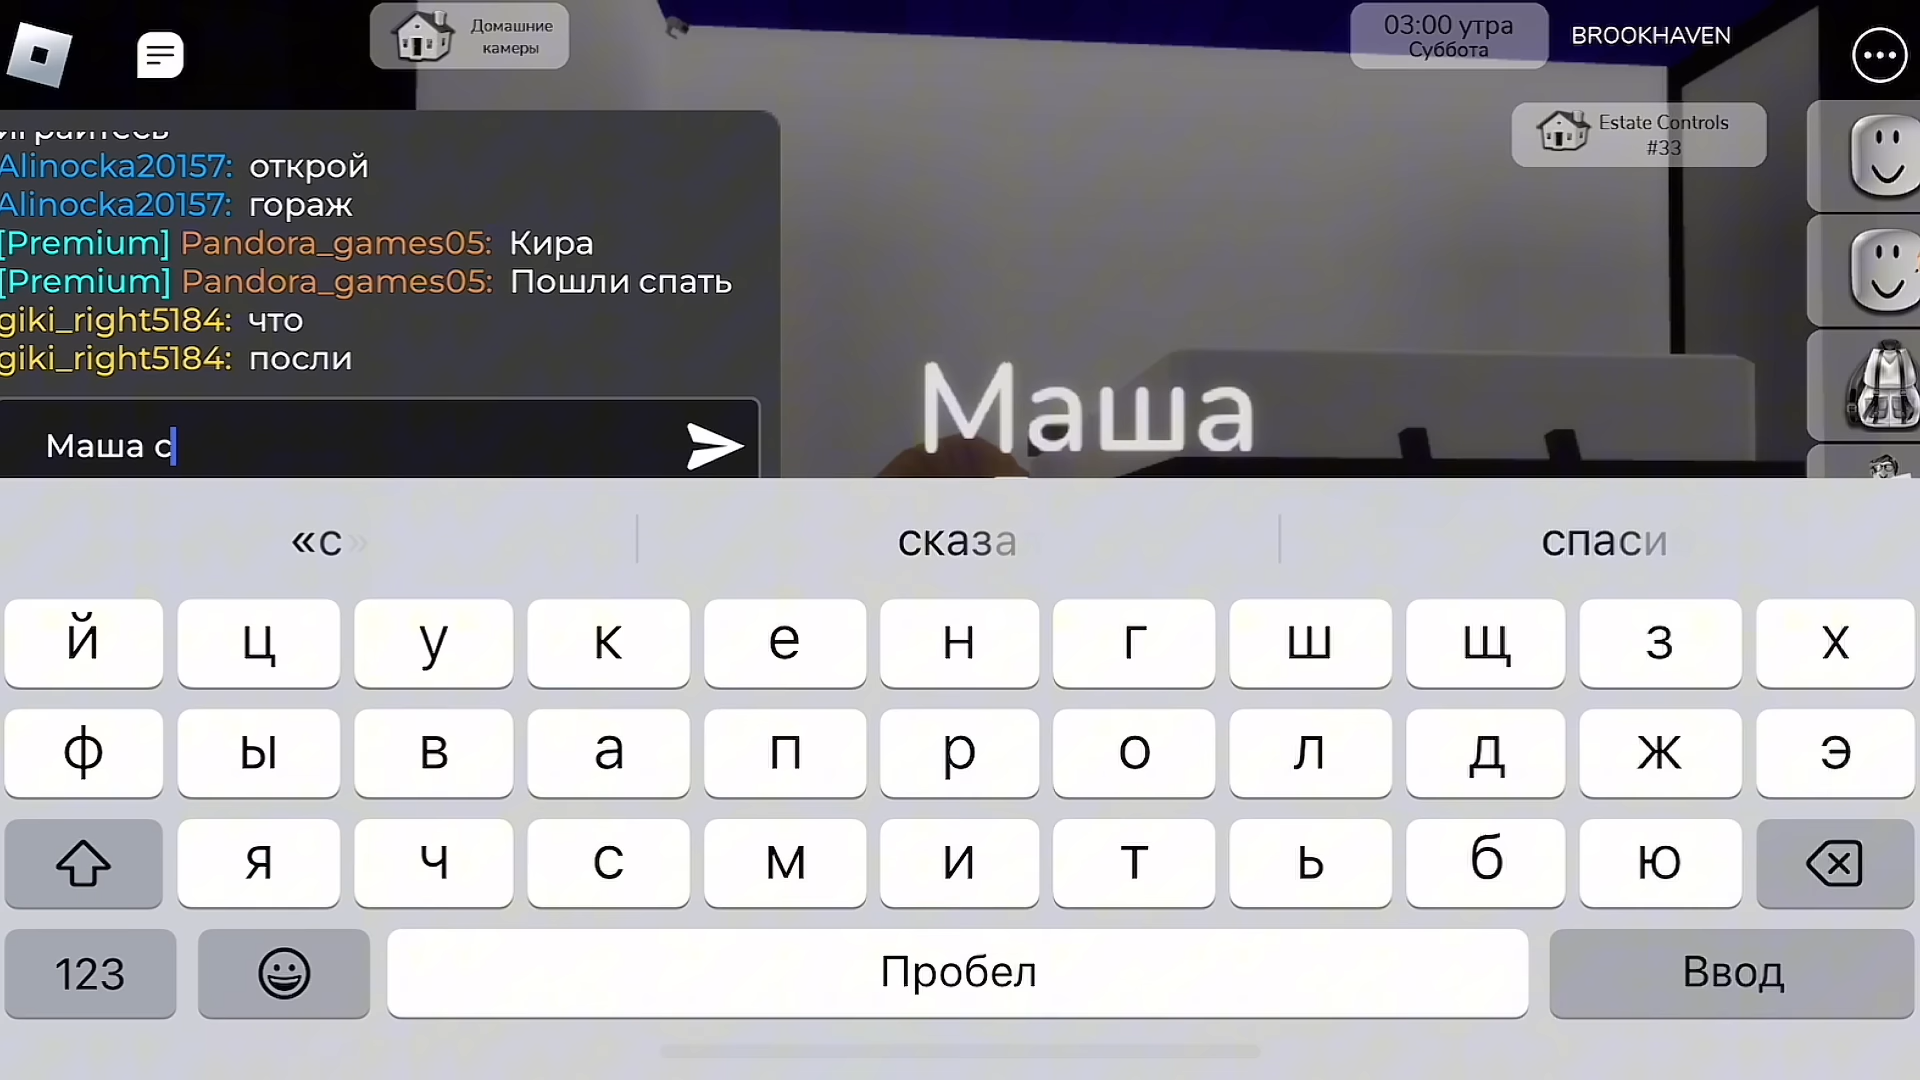 Домашние
камеры
03:00 утра
Суббота
BROOKHAVEN
Estate Controls
#33
играйтесь
Alinocka20157: открой
Alinocka20157: гораж
[Premium] Pandora_games05: Кира
[Premium] Pandora_games05: Пошли спать
giki_right5184: что
giki_right5184: посли
Маша
Маша с
«с» сказа спаси
й ц у к е н г ш щ з х
ф ы в а п р о л д ж э
я ч с м и т ь б ю
123 Пробел Ввод